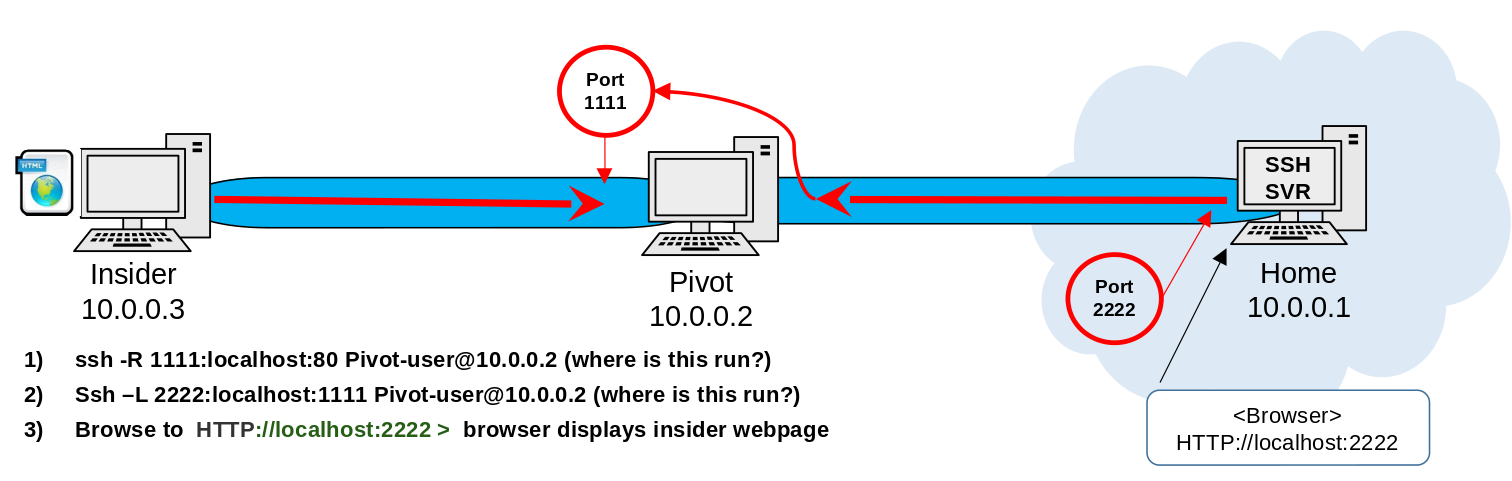 Port
1111
HTML
SSH
SVR
Insider
10.0.0.3
Pivot
10.0.0.2
Port
2222
Home
10.0.0.1
1) ssh -R 1111:localhost:80 Pivot-user@10.0.0.2 (where is this run?)
2) Ssh –L 2222:localhost:1111 Pivot-user@10.0.0.2 (where is this run?)
3) Browse to HTTP://localhost:2222 > browser displays insider webpage
<Browser>
HTTP://localhost:2222